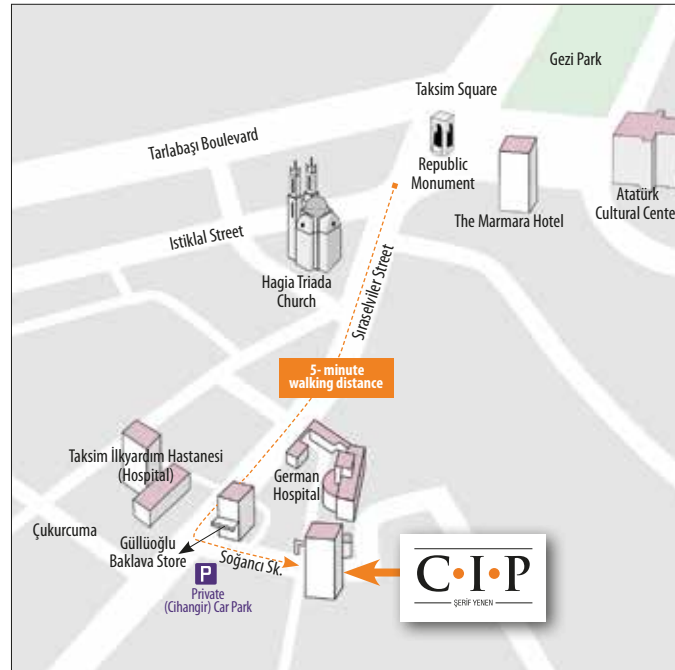 Gezi Park
Taksim Square
Tarlabaşı Boulevard
Republic
Monument
The Marmara Hotel
Atatürk
Cultural Cente
Istiklal Street
Hagia Triada
Church
Sıraselviler Street
5- minute
walking distance
Taksim İlkyardım Hastanesi
(Hospital)
German
Hospital
Çukurcuma
Güllüoğlu
Baklava Store
Soğancı Sk.
P
Private
(Cihangir) Car Park
C•I•P
ŞERİF YENEN